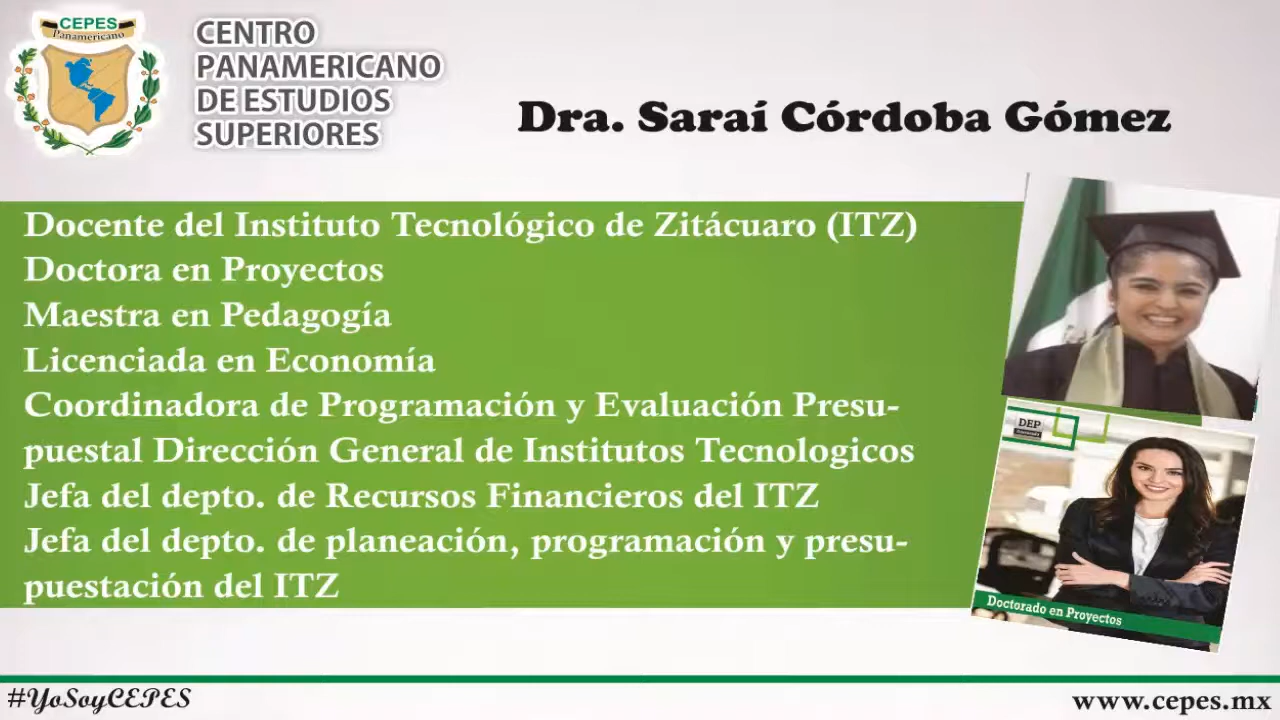 CEPES
Panamericano
CENTRO
PANAMERICANO
DE ESTUDIOS
SUPERIORES
Dra. Saraí Córdoba Gómez
Docente del Instituto Tecnológico de Zitácuaro (ITZ)
Doctora en Proyectos
Maestra en Pedagogía
Licenciada en Economía
Coordinadora de Programación y Evaluación Presu-
puestal Dirección General de Institutos Tecnologicos
Jefa del depto. de Recursos Financieros del ITZ
Jefa del depto. de planeación, programación y presu-
puestación del ITZ
DEP
Doctorado en Proyectos
#YoSoyCEPES
www.cepes.mx